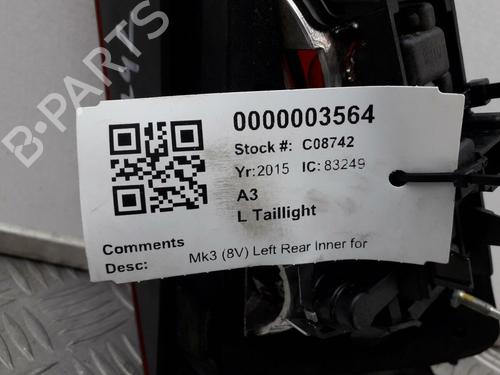 B-PARTS
0000003564
Stock #: C08742
Yr:2015 IC:83249
A3
L Taillight
Comments
Desc: Mk3 (8V) Left Rear Inner for